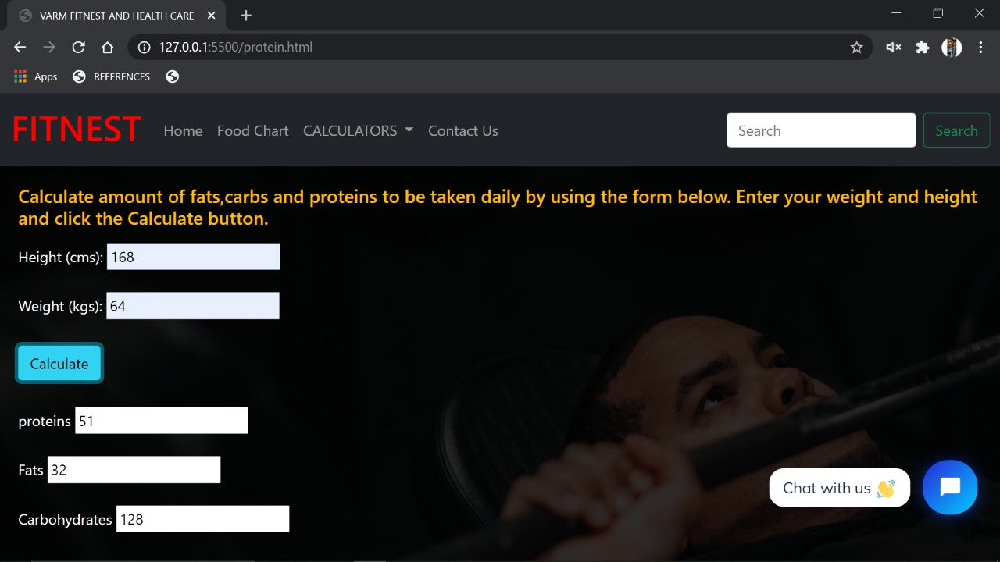 VARM FITNEST AND HEALTH CARE
127.0.0.1:5500/protein.html
Apps REFERENCES
FITNEST Home Food Chart CALCULATORS Contact Us Search Search
Calculate amount of fats,carbs and proteins to be taken daily by using the form below. Enter your weight and height
and click the Calculate button.
Height (cms): 168
Weight (kgs): 64
Calculate
proteins 51
Fats 32
Chat with us 👋
Carbohydrates 128